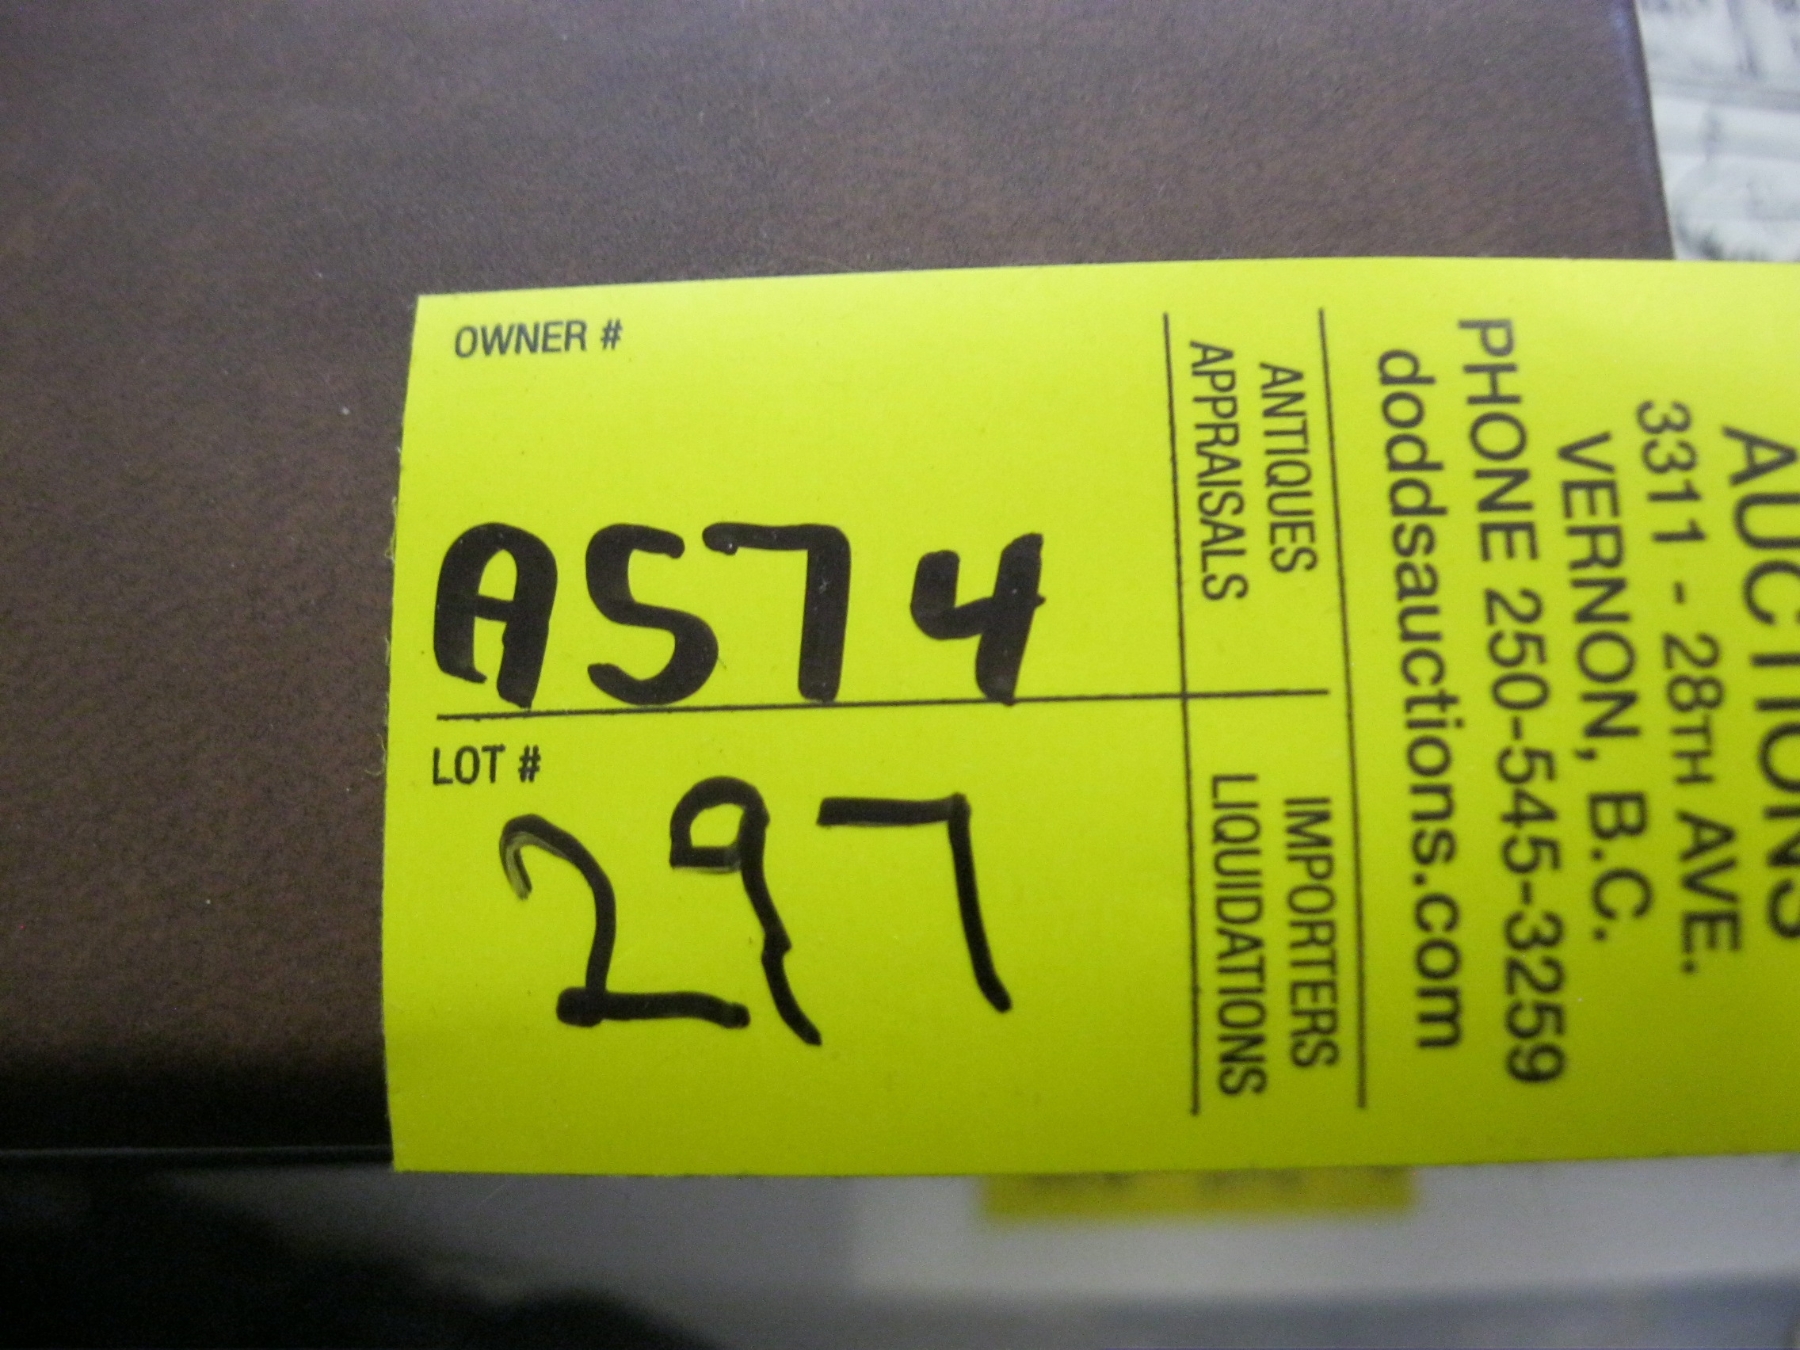 OWNER #
A574
LOT #
297
AUCTIONS
3311 - 28TH AVE.
VERNON, B.C.
PHONE 250-545-3259
doddsauctions.com
ANTIQUES
APPRAISALS
IMPORTERS
LIQUIDATIONS